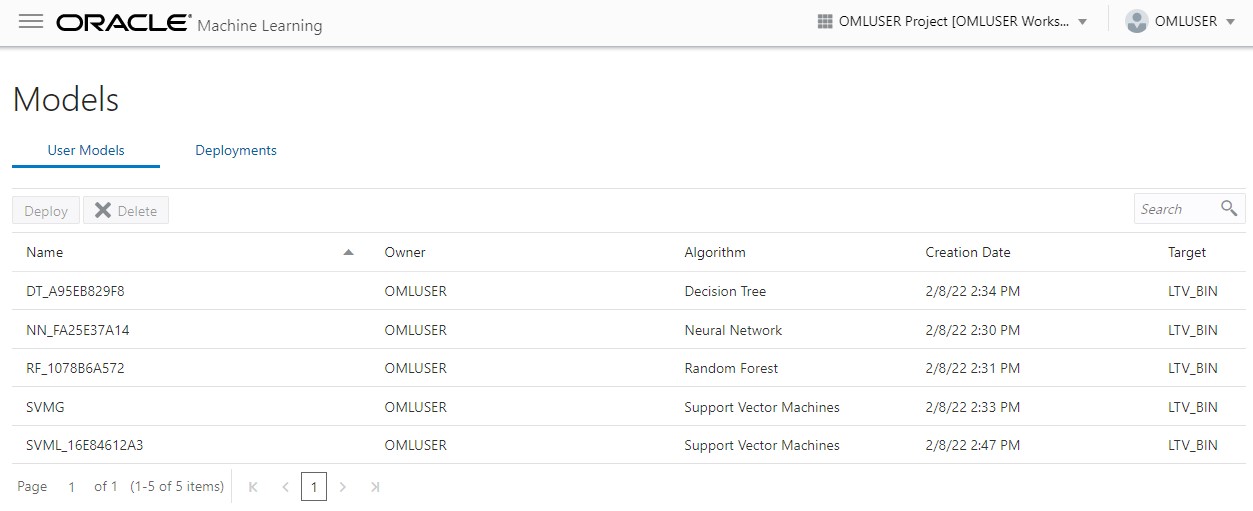 ORACLE® Machine Learning OMLUSER Project [OMLUSER Works... OMLUSER
Models
User Models Deployments
Deploy Delete Search
Name Owner Algorithm Creation Date Target
DT_A95EB829F8 OMLUSER Decision Tree 2/8/22 2:34 PM LTV_BIN
NN_FA25E37A14 OMLUSER Neural Network 2/8/22 2:30 PM LTV_BIN
RF_1078B6A572 OMLUSER Random Forest 2/8/22 2:31 PM LTV_BIN
SVMG OMLUSER Support Vector Machines 2/8/22 2:33 PM LTV_BIN
SVML_16E84612A3 OMLUSER Support Vector Machines 2/8/22 2:47 PM LTV_BIN
Page 1 of 1 (1-5 of 5 items) 1